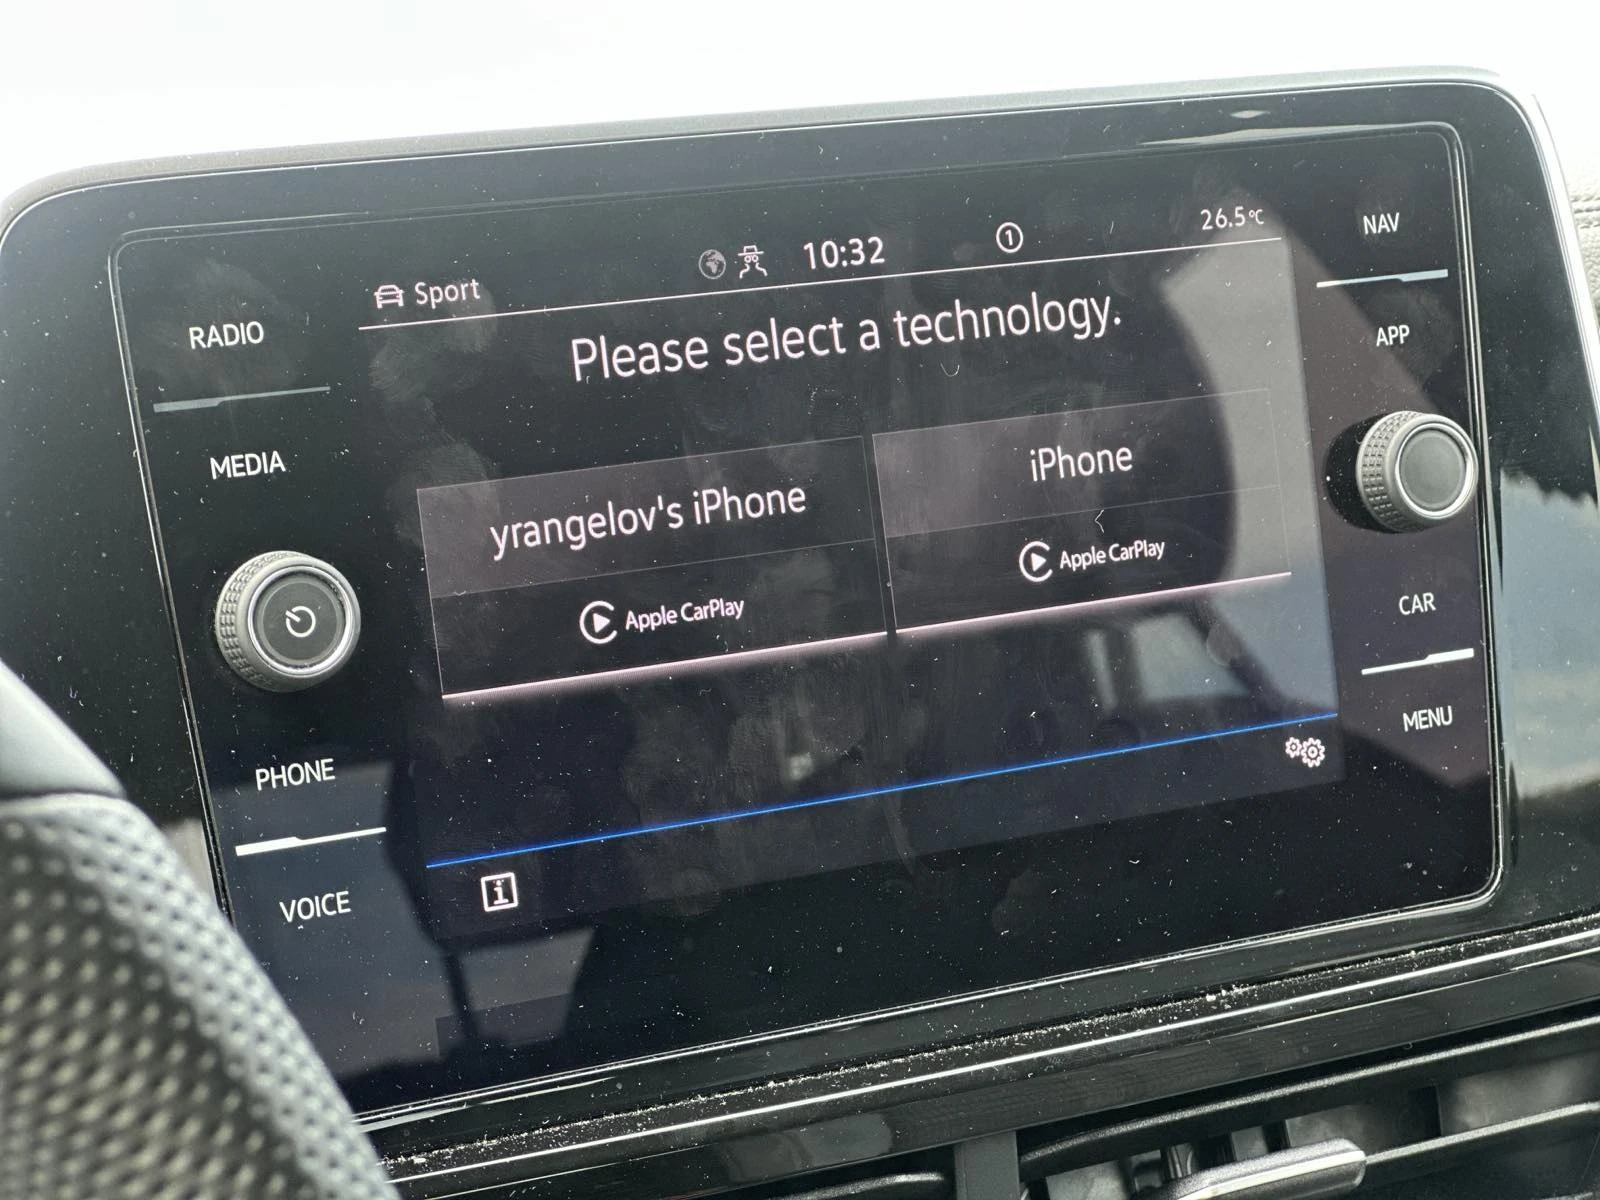 Sport
10:32
1
26.5°C
NAV
Please select a technology.
RADIO
APP
MEDIA
yrangelov's iPhone
iPhone
Apple CarPlay
Apple CarPlay
CAR
PHONE
MENU
i
VOICE